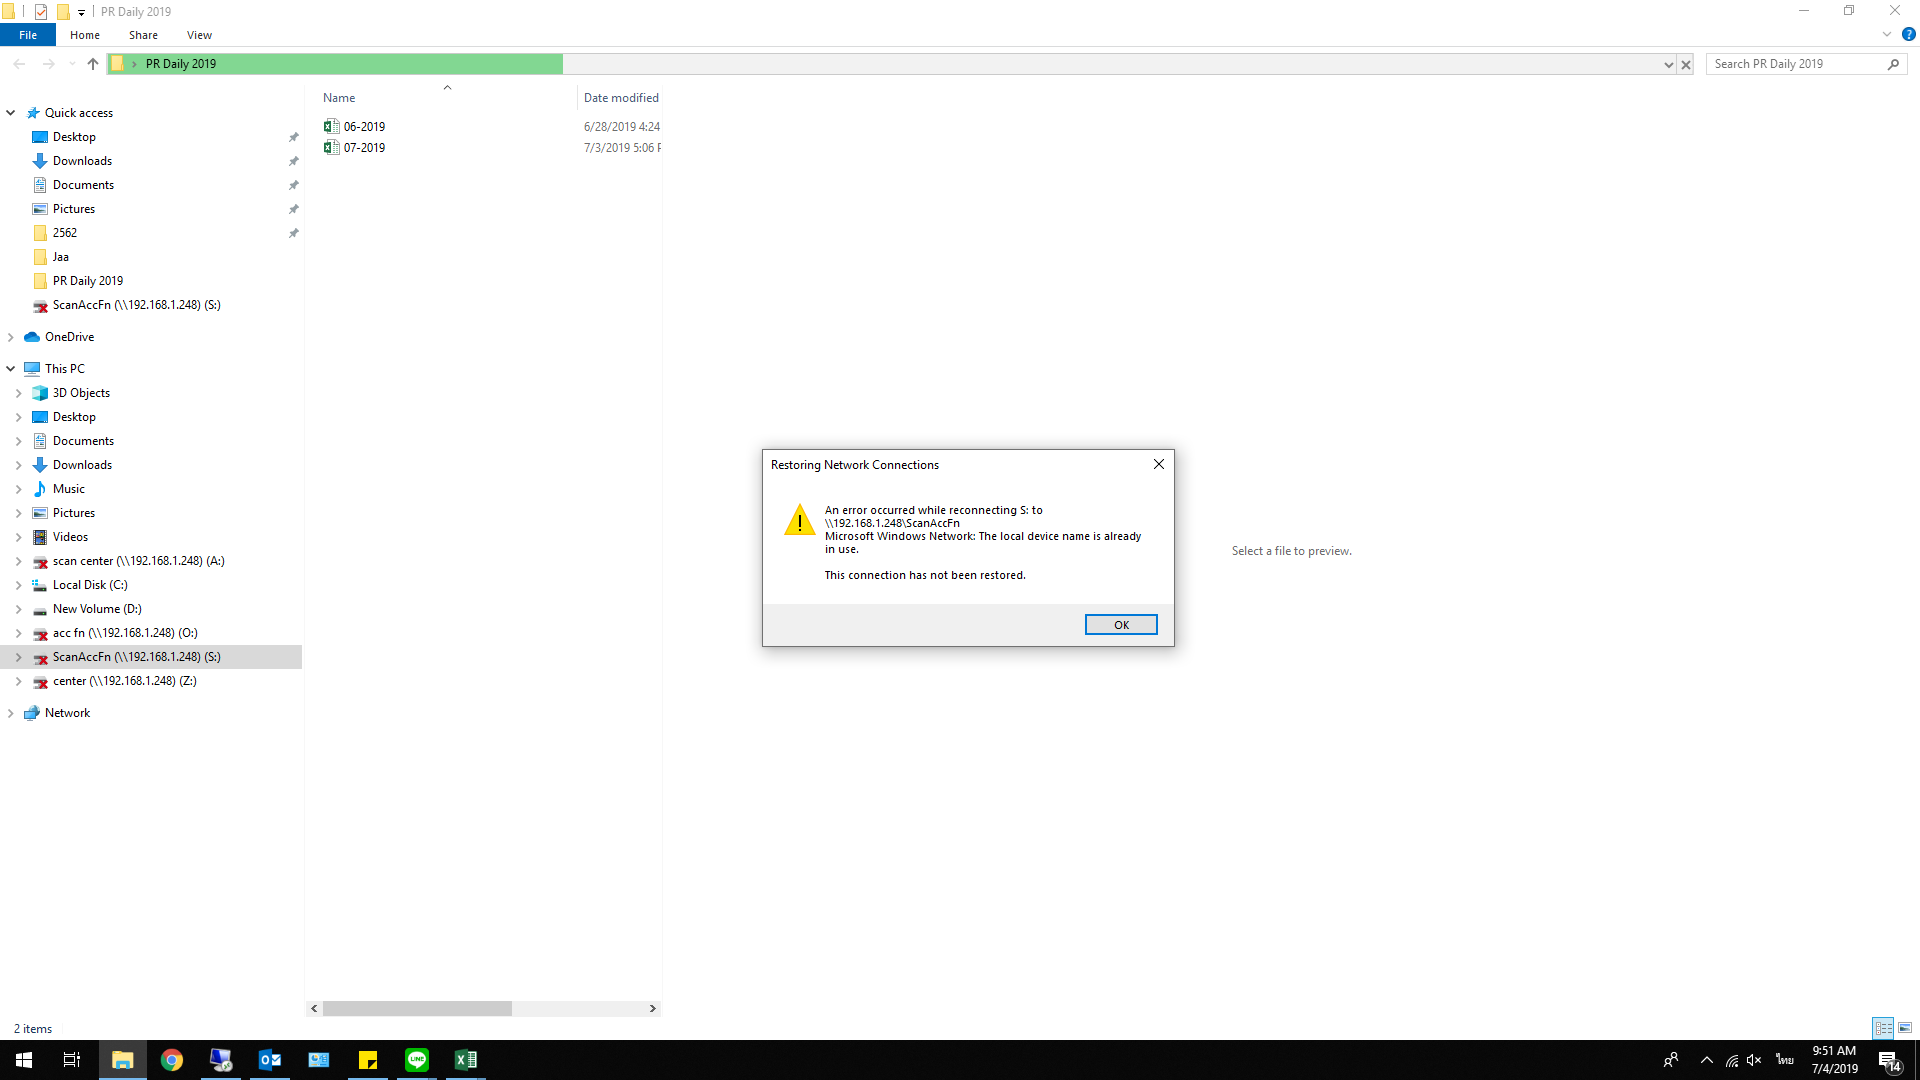 PR Daily 2019
File Home Share View
PR Daily 2019
Search PR Daily 2019
Quick access
Desktop
Downloads
Documents
Pictures
2562
Jaa
PR Daily 2019
ScanAccFn (\\192.168.1.248) (S:)
OneDrive
This PC
3D Objects
Desktop
Documents
Downloads
Music
Pictures
Videos
scan center (\\192.168.1.248) (A:)
Local Disk (C:)
New Volume (D:)
acc fn (\\192.168.1.248) (O:)
ScanAccFn (\\192.168.1.248) (S:)
center (\\192.168.1.248) (Z:)
Network
Name Date modified
06-2019 6/28/2019 4:24
07-2019 7/3/2019 5:06 P
Restoring Network Connections
An error occurred while reconnecting S: to
\\192.168.1.248\ScanAccFn
Microsoft Windows Network: The local device name is already
in use.
This connection has not been restored.
OK
Select a file to preview.
2 items
LINE
ไทย
9:51 AM
7/4/2019
14